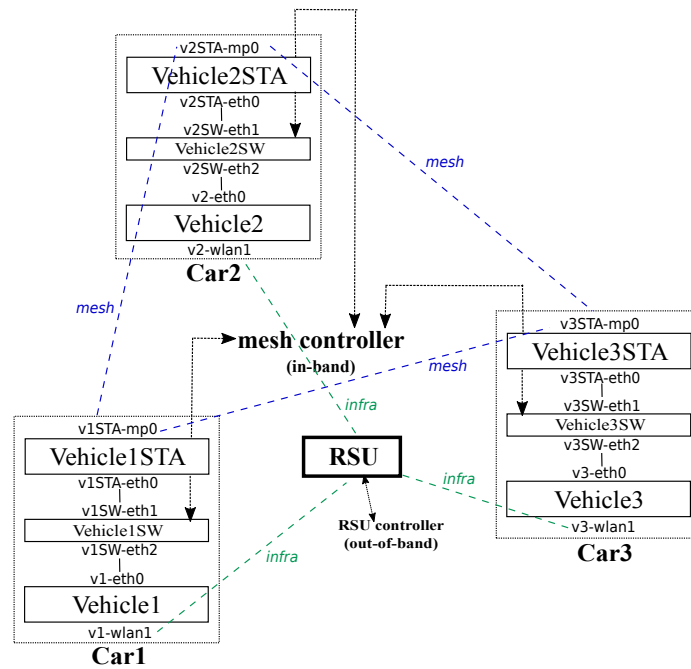 v2STA-mp0
Vehicle2STA
v2STA-eth0
v2SW-eth1
Vehicle2SW
v2SW-eth2
v2-eth0
Vehicle2
v2-wlan1
Car2
mesh
mesh
mesh controller
(in-band)
mesh
infra
v3STA-mp0
Vehicle3STA
v3STA-eth0
v3SW-eth1
Vehicle3SW
v3SW-eth2
v3-eth0
Vehicle3
v3-wlan1
Car3
v1STA-mp0
Vehicle1STA
v1STA-eth0
v1SW-eth1
Vehicle1SW
v1SW-eth2
v1-eth0
Vehicle1
v1-wlan1
Car1
RSU
infra
RSU controller
(out-of-band)
infra